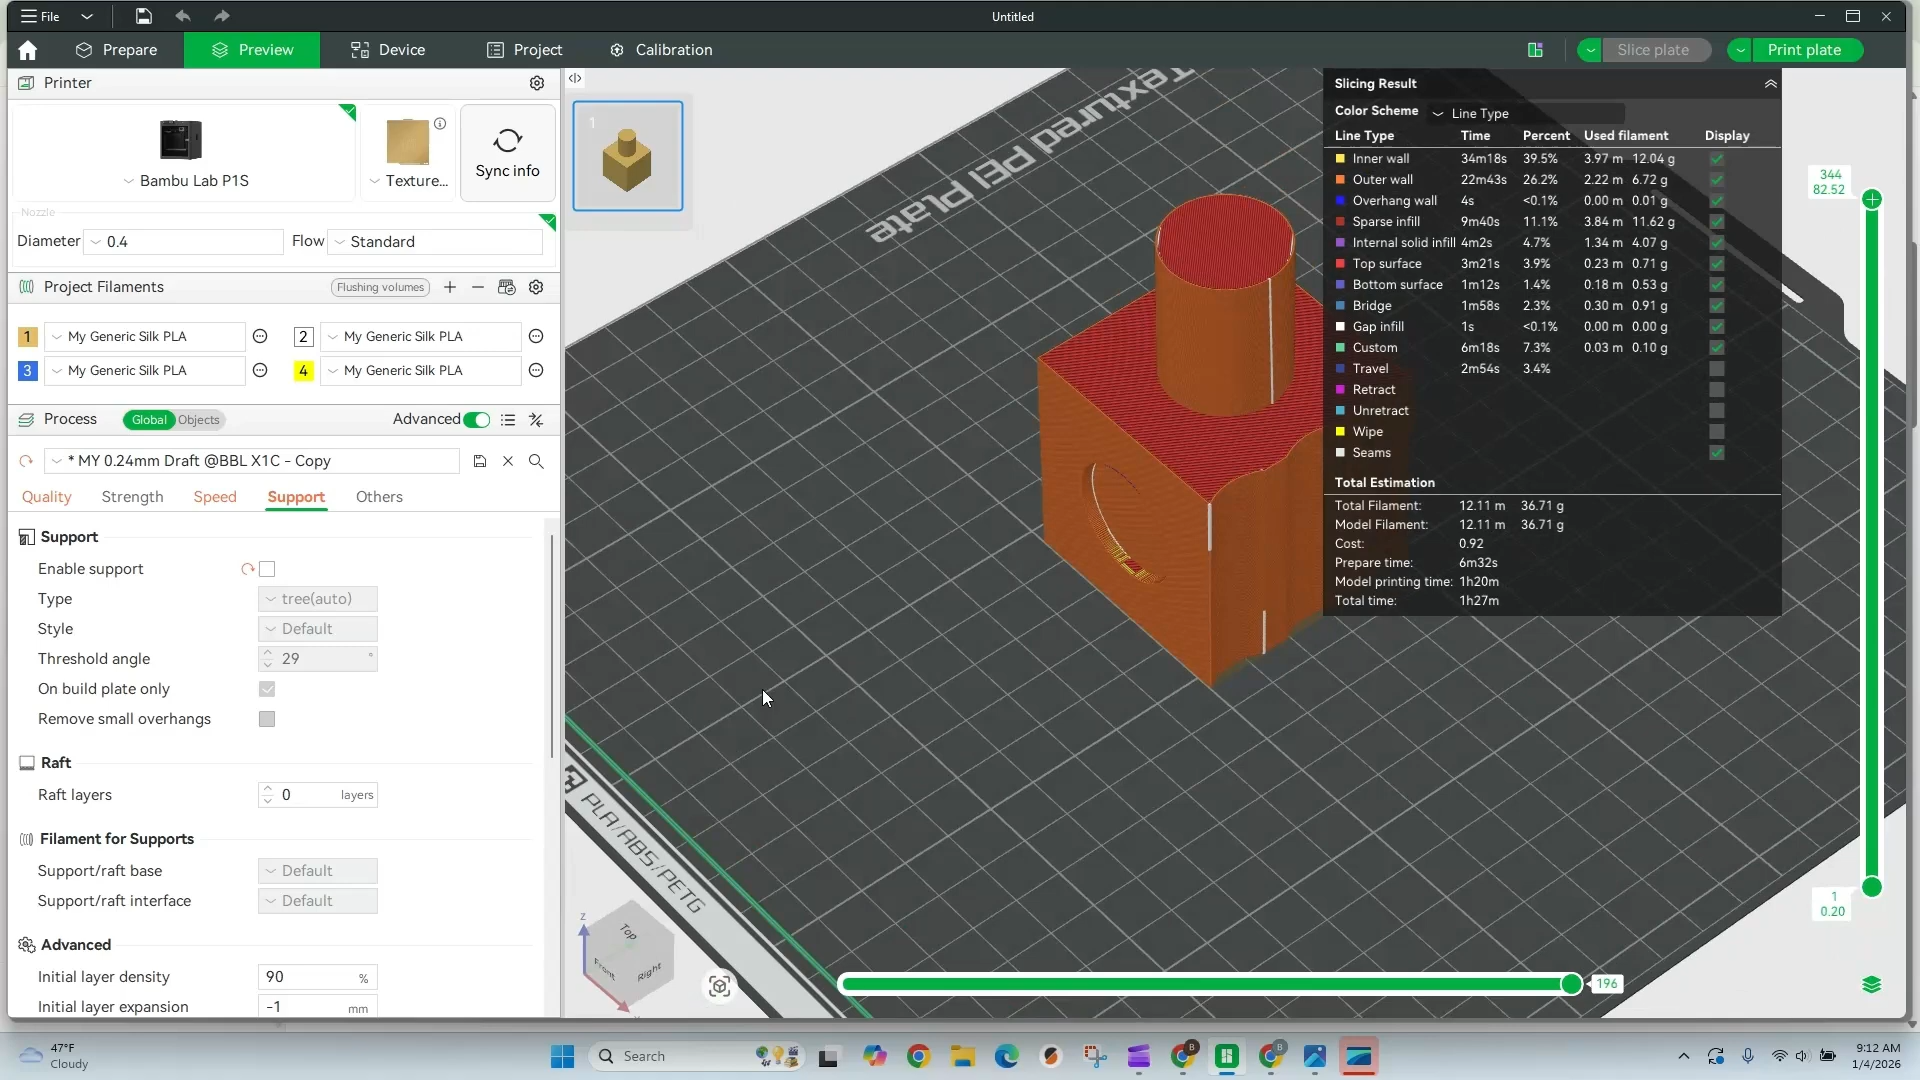 File
Untitled
Prepare
Preview
Device
Project
Calibration
Slice plate
Print plate
Printer
Bambu Lab P1S
Texture...
Sync info
Nozzle
Diameter 0.4 Flow Standard
Project Filaments Flushing volumes
1 My Generic Silk PLA 2 My Generic Silk PLA
3 My Generic Silk PLA 4 My Generic Silk PLA
Process Global Objects Advanced
* MY 0.24mm Draft @BBL X1C - Copy
Quality Strength Speed Support Others
Support
Enable support
Type tree(auto)
Style Default
Threshold angle 29 °
On build plate only
Remove small overhangs
Raft
Raft layers 0 layers
Filament for Supports
Support/raft base Default
Support/raft interface Default
Advanced
Initial layer density 90 %
Initial layer expansion -1 mm
1
Textured PEI Plate
PLA/ABS/PETG
Top
Front
Right
Z
Slicing Result
Color Scheme Line Type
Line Type Time Percent Used filament Display
Inner wall 34m18s 39.5% 3.97 m 12.04 g
Outer wall 22m43s 26.2% 2.22 m 6.72 g
Overhang wall 4s <0.1% 0.00 m 0.01 g
Sparse infill 9m40s 11.1% 3.84 m 11.62 g
Internal solid infill 4m2s 4.7% 1.34 m 4.07 g
Top surface 3m21s 3.9% 0.23 m 0.71 g
Bottom surface 1m12s 1.4% 0.18 m 0.53 g
Bridge 1m58s 2.3% 0.30 m 0.91 g
Gap infill 1s <0.1% 0.00 m 0.00 g
Custom 6m18s 7.3% 0.03 m 0.10 g
Travel 2m54s 3.4%
Retract
Unretract
Wipe
Seams
Total Estimation
Total Filament: 12.11 m 36.71 g
Model Filament: 12.11 m 36.71 g
Cost: 0.92
Prepare time: 6m32s
Model printing time: 1h20m
Total time: 1h27m
344
82.52
1
0.20
196
47°F
Cloudy
Search
9:12 AM
1/4/2026